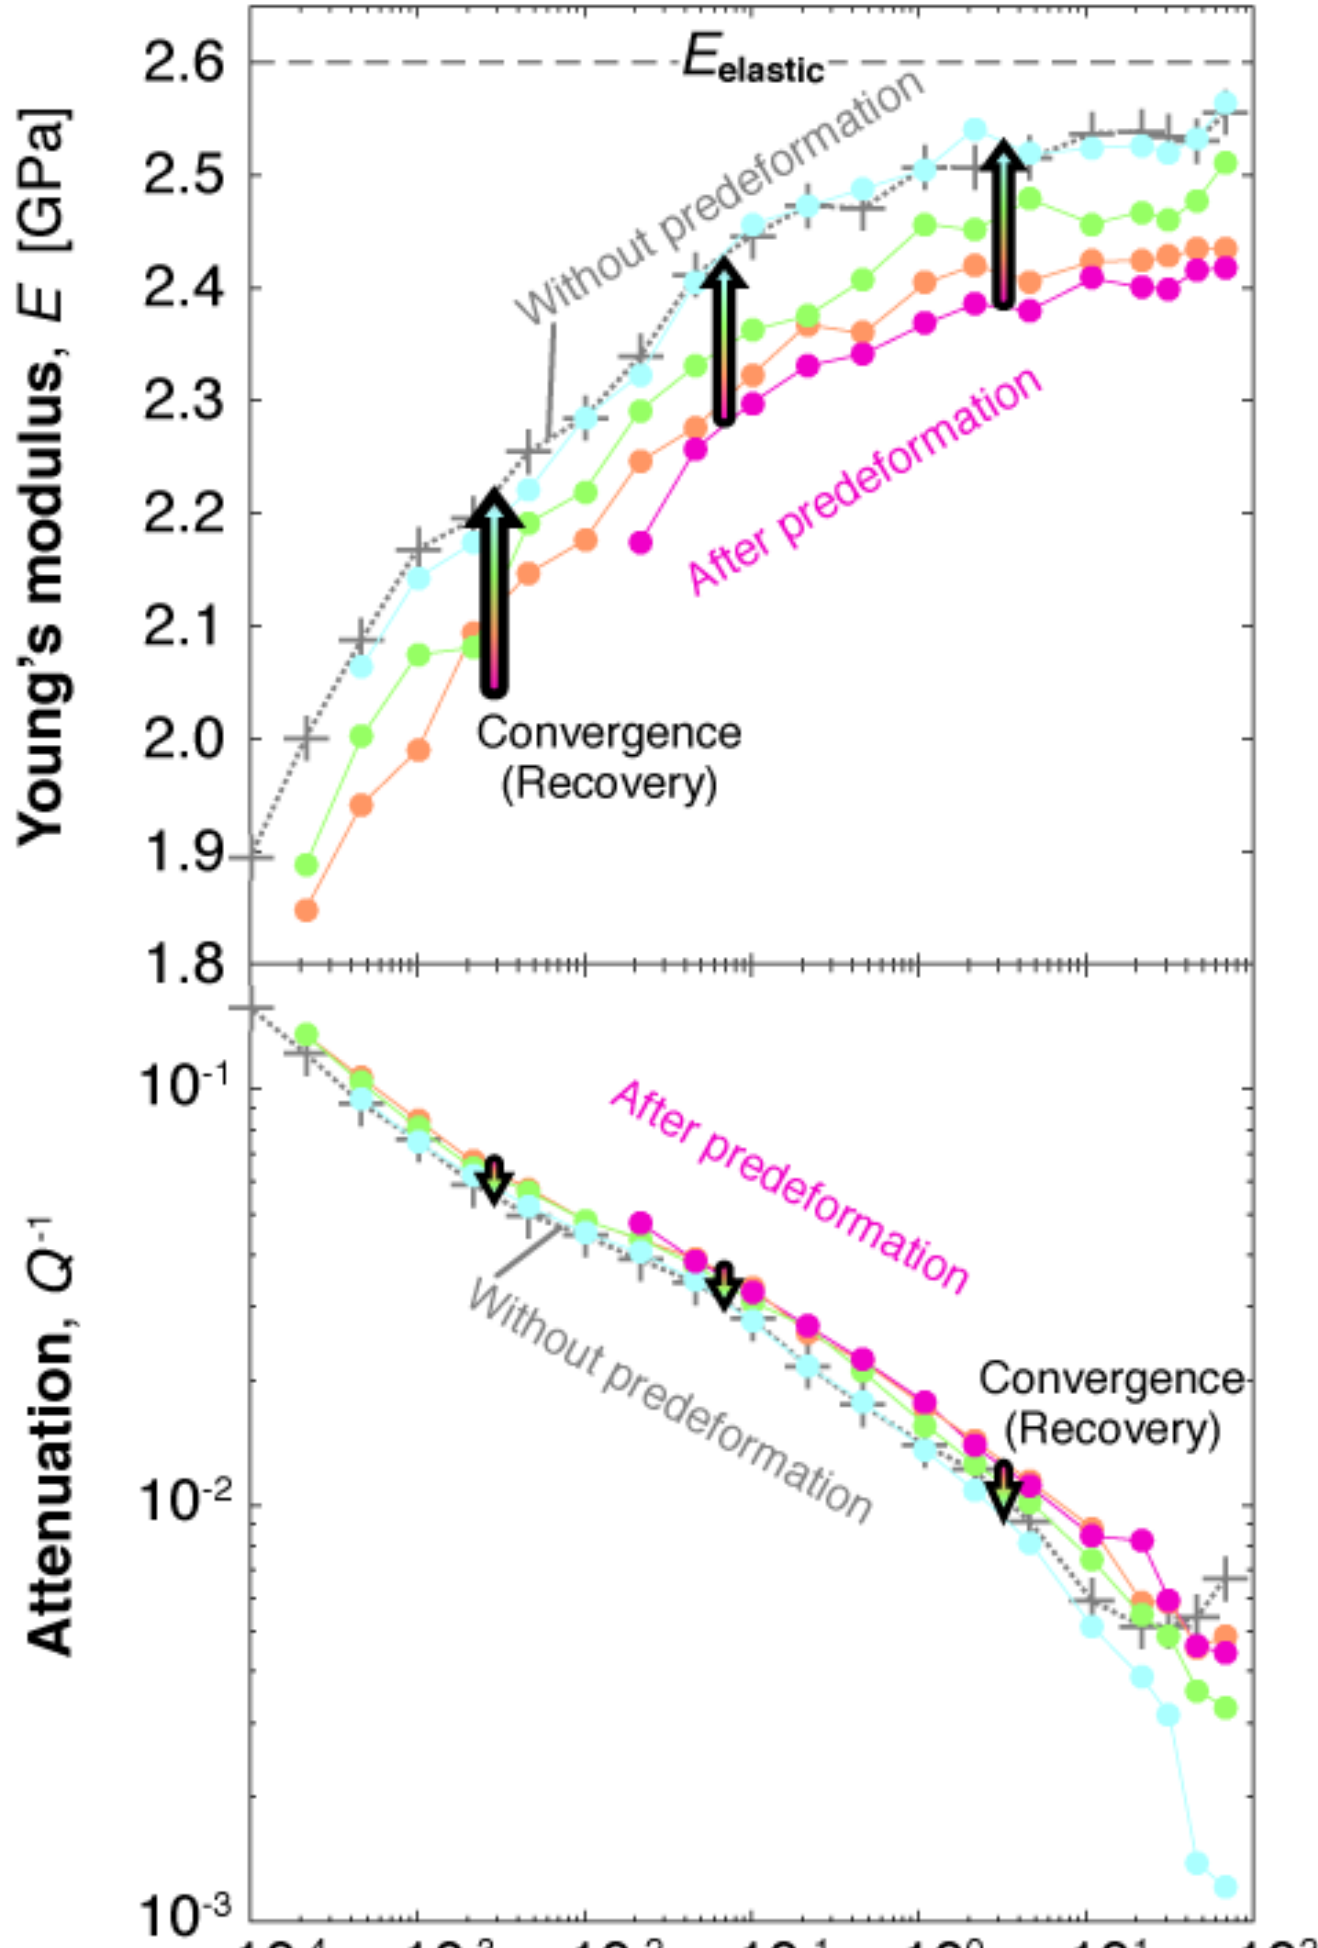 Young's modulus, E [GPa]
2.6
2.5
2.4
2.3
2.2
2.1
2.0
1.9
1.8
E_elastic
Without predeformation
After predeformation
Convergence
(Recovery)
Attenuation, Q^-1
10^-1
10^-2
10^-3
After predeformation
Without predeformation
Convergence
(Recovery)